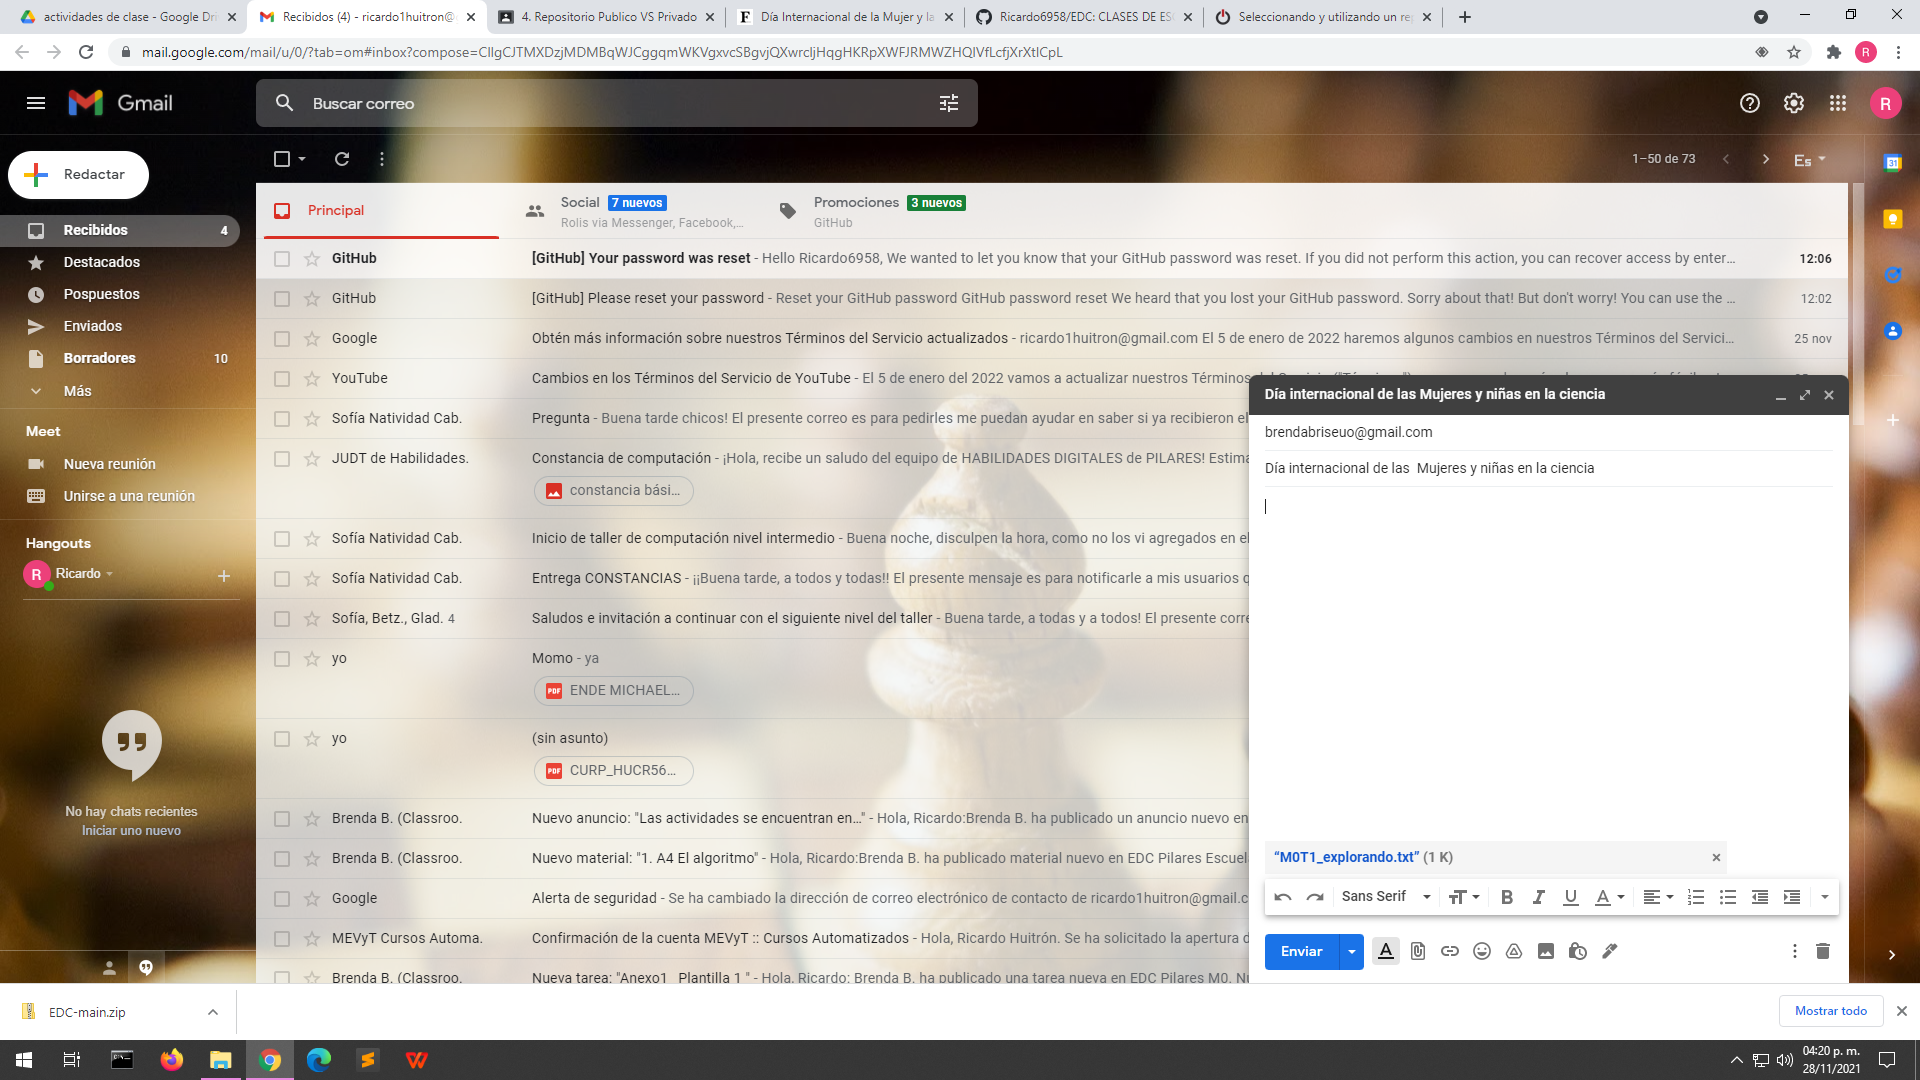 actividades de clase - Google Dri
Recibidos (4) - ricardo1huitron@
4. Repositorio Publico VS Privado
Día Internacional de la Mujer y la
Ricardo6958/EDC: CLASES DE ESC
Seleccionando y utilizando un rep
mail.google.com/mail/u/0/?tab=om#inbox?compose=CllgCJTMXDzjMDMBqWJCggqmWKVgxvcSBgvjQXwrcljHqgHKRpXWFJRMWZHQlVfLcfjXrXtlCpL
R
Gmail
Buscar correo
R
Redactar
1–50 de 73
Es
31
Recibidos 4
Destacados
Pospuestos
Enviados
Borradores 10
Más
Meet
Nueva reunión
Unirse a una reunión
Hangouts
R Ricardo
No hay chats recientes
Iniciar uno nuevo
Principal
Social 7 nuevos
Rolis via Messenger, Facebook,...
Promociones 3 nuevos
GitHub
GitHub [GitHub] Your password was reset - Hello Ricardo6958, We wanted to let you know that your GitHub password was reset. If you did not perform this action, you can recover access by enter... 12:06
GitHub [GitHub] Please reset your password - Reset your GitHub password GitHub password reset We heard that you lost your GitHub password. Sorry about that! But don't worry! You can use the ... 12:02
Google Obtén más información sobre nuestros Términos del Servicio actualizados - ricardo1huitron@gmail.com El 5 de enero de 2022 haremos algunos cambios en nuestros Términos del Servici... 25 nov
YouTube Cambios en los Términos del Servicio de YouTube - El 5 de enero del 2022 vamos a actualizar nuestros Términos
Sofía Natividad Cab. Pregunta - Buena tarde chicos! El presente correo es para pedirles me puedan ayudar en saber si ya recibieron el
JUDT de Habilidades. Constancia de computación - ¡Hola, recibe un saludo del equipo de HABILIDADES DIGITALES de PILARES! Estima
constancia bási...
Sofía Natividad Cab. Inicio de taller de computación nivel intermedio - Buena noche, disculpen la hora, como no los vi agregados en el
Sofía Natividad Cab. Entrega CONSTANCIAS - ¡¡Buena tarde, a todos y todas!! El presente mensaje es para notificarle a mis usuarios q
Sofía, Betz., Glad. 4 Saludos e invitación a continuar con el siguiente nivel del taller - Buena tarde, a todas y a todos! El presente corre
yo Momo - ya
PDF ENDE MICHAEL...
yo (sin asunto)
PDF CURP_HUCR56...
Brenda B. (Classroo. Nuevo anuncio: "Las actividades se encuentran en…" - Hola, Ricardo:Brenda B. ha publicado un anuncio nuevo en
Brenda B. (Classroo. Nuevo material: "1. A4 El algoritmo" - Hola, Ricardo:Brenda B. ha publicado material nuevo en EDC Pilares Escuel
Google Alerta de seguridad - Se ha cambiado la dirección de correo electrónico de contacto de ricardo1huitron@gmail.c
MEVyT Cursos Automa. Confirmación de la cuenta MEVyT :: Cursos Automatizados - Hola, Ricardo Huitrón. Se ha solicitado la apertura d
Brenda B. (Classroo. Nueva tarea: "Anexo1 Plantilla 1 " - Hola, Ricardo: Brenda B. ha publicado una tarea nueva en EDC Pilares M0. Nu
Día internacional de las Mujeres y niñas en la ciencia
brendabriseuo@gmail.com
Día internacional de las Mujeres y niñas en la ciencia
“M0T1_explorando.txt” (1 K)
Sans Serif
Enviar
EDC-main.zip
Mostrar todo
04:20 p. m.
28/11/2021